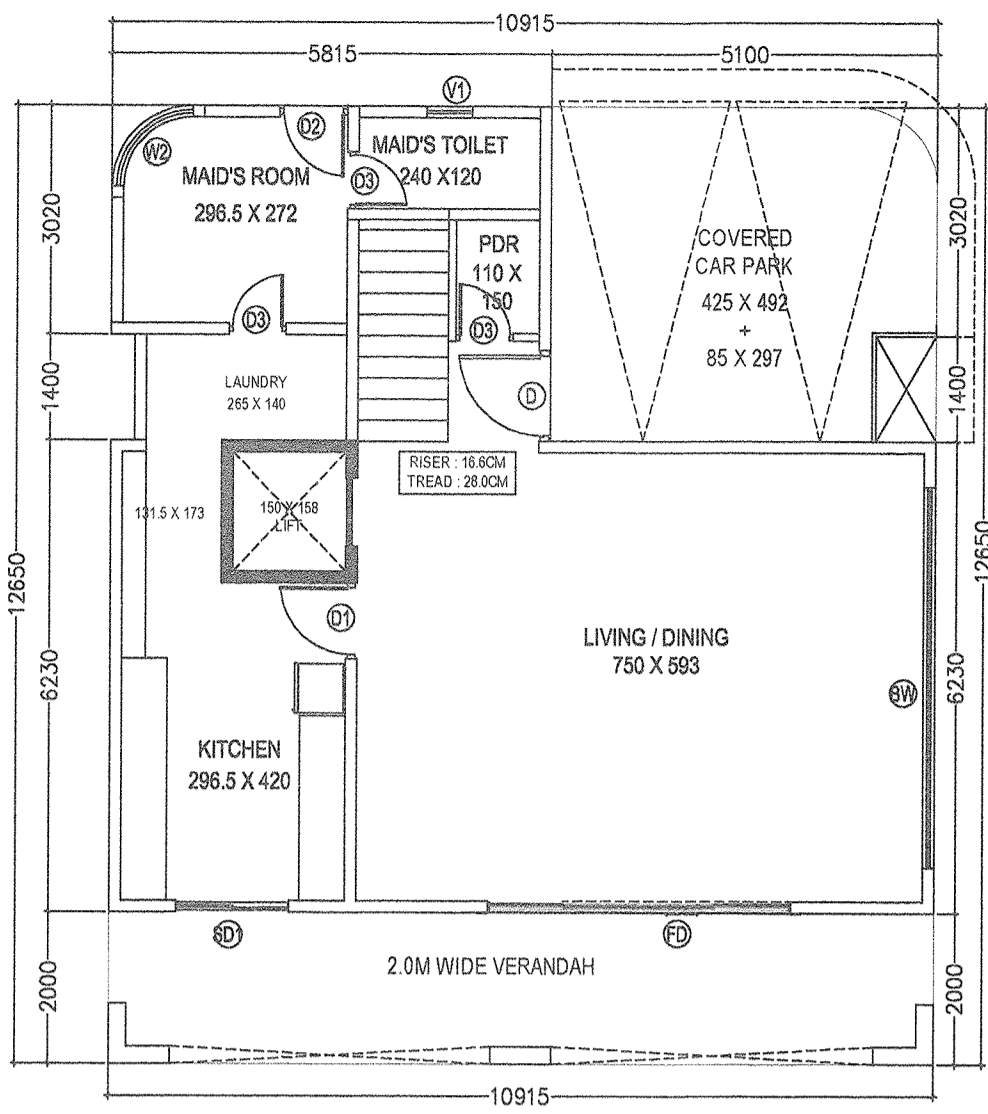 10915
5815
5100
V1
D2
W2
MAID'S TOILET
240 X120
MAID'S ROOM
296.5 X 272
D3
3020
3020
PDR
110 X
150
COVERED
CAR PARK
425 X 492
+
85 X 297
D3
D3
1400
LAUNDRY
265 X 140
D
1400
RISER : 16.6CM
TREAD : 28.0CM
131.5 X 173
150 X 158
LIFT
12650
12650
D1
LIVING / DINING
750 X 593
6230
6230
BW
KITCHEN
296.5 X 420
SD1
FD
2.0M WIDE VERANDAH
2000
2000
10915